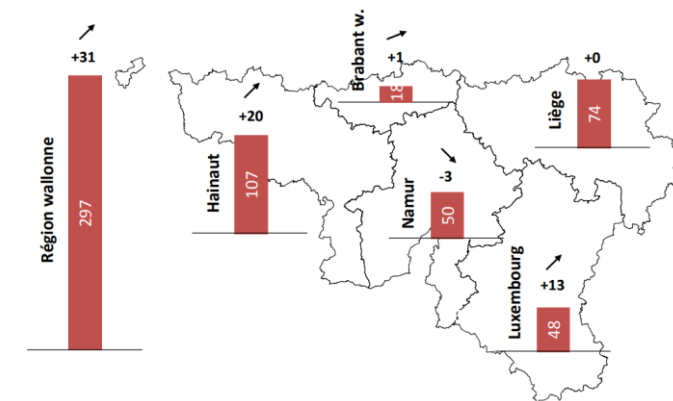 +31
Région wallonne
297
+20
Hainaut
107
Brabant w.
+1
18
+0
Liège
74
-3
Namur
50
+13
Luxembourg
48